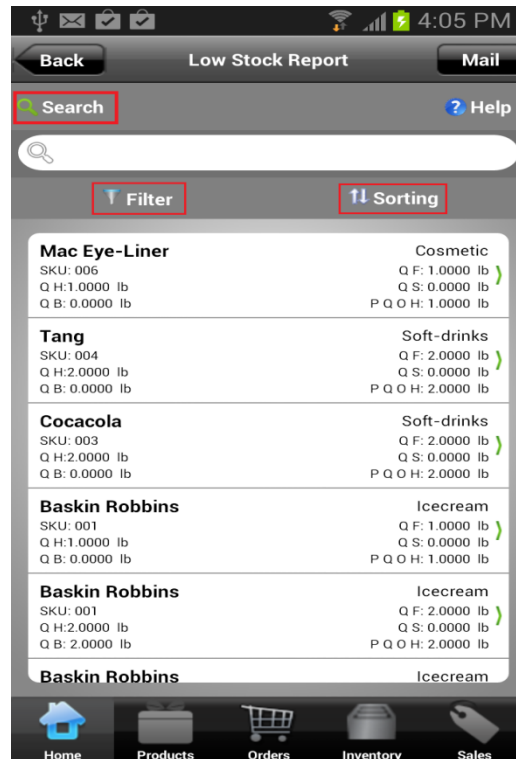 4:05 PM
Back Low Stock Report Mail
Search Help
Filter Sorting
Mac Eye-Liner Cosmetic
SKU: 006 Q F: 1.0000 lb
Q H:1.0000 lb Q S: 0.0000 lb
Q B: 0.0000 lb P Q O H: 1.0000 lb
Tang Soft-drinks
SKU: 004 Q F: 2.0000 lb
Q H:2.0000 lb Q S: 0.0000 lb
Q B: 0.0000 lb P Q O H: 2.0000 lb
Cocacola Soft-drinks
SKU: 003 Q F: 2.0000 lb
Q H:2.0000 lb Q S: 0.0000 lb
Q B: 0.0000 lb P Q O H: 2.0000 lb
Baskin Robbins Icecream
SKU: 001 Q F: 1.0000 lb
Q H:1.0000 lb Q S: 0.0000 lb
Q B: 0.0000 lb P Q O H: 1.0000 lb
Baskin Robbins Icecream
SKU: 001 Q F: 2.0000 lb
Q H:2.0000 lb Q S: 0.0000 lb
Q B: 2.0000 lb P Q O H: 2.0000 lb
Baskin Robbins Icecream
Home Products Orders Inventory Sales